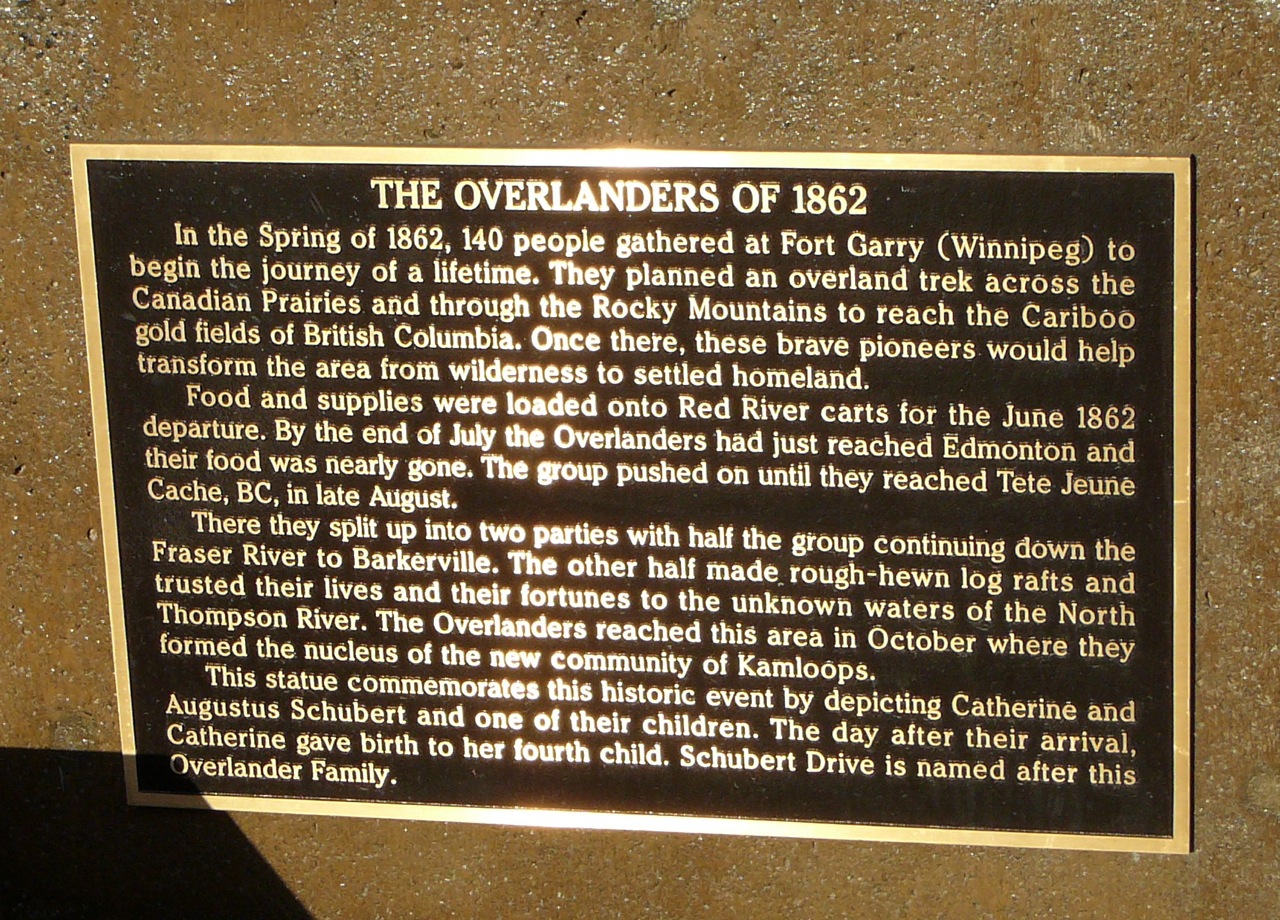 THE OVERLANDERS OF 1862
In the Spring of 1862, 140 people gathered at Fort Garry (Winnipeg) to
begin the journey of a lifetime. They planned an overland trek across the
Canadian Prairies and through the Rocky Mountains to reach the Cariboo
gold fields of British Columbia. Once there, these brave pioneers would help
transform the area from wilderness to settled homeland.
Food and supplies were loaded onto Red River carts for the June 1862
departure. By the end of July the Overlanders had just reached Edmonton and
their food was nearly gone. The group pushed on until they reached Tete Jeune
Cache, BC, in late August.
There they split up into two parties with half the group continuing down the
Fraser River to Barkerville. The other half made rough-hewn log rafts and
trusted their lives and their fortunes to the unknown waters of the North
Thompson River. The Overlanders reached this area in October where they
formed the nucleus of the new community of Kamloops.
This statue commemorates this historic event by depicting Catherine and
Augustus Schubert and one of their children. The day after their arrival,
Catherine gave birth to her fourth child. Schubert Drive is named after this
Overlander Family.